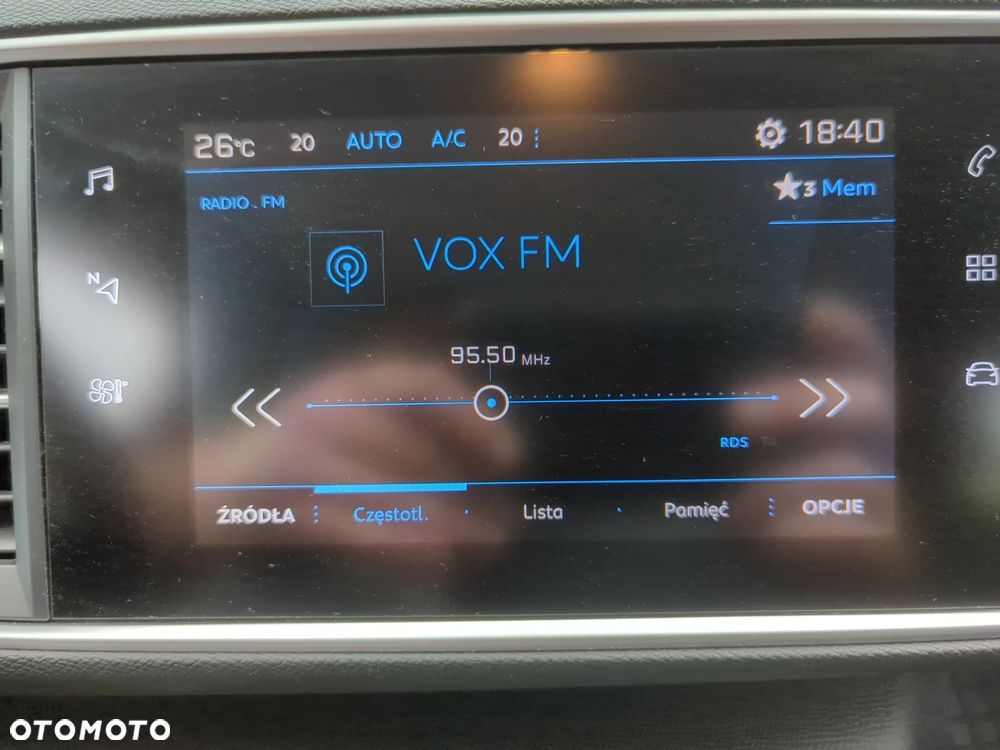 26°C 20 AUTO A/C 20 18:40
RADIO . FM 3 Mem
VOX FM
95.50 MHz
RDS TA
ŹRÓDŁA Częstotl. Lista Pamięć OPCJE
N
OTOMOTO